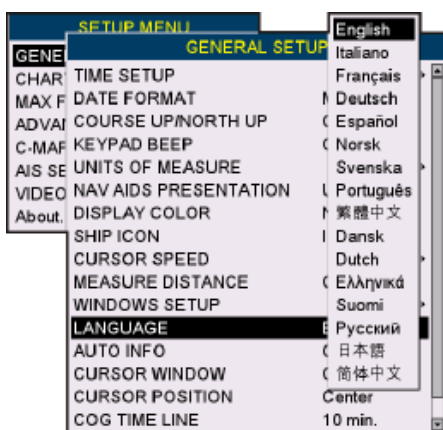 SETUP MENU
GENE
CHAR
MAX F
ADVA
C-MAP
AIS SE
VIDEO
About.
GENERAL SETUP
TIME SETUP
DATE FORMAT
COURSE UP/NORTH UP
KEYPAD BEEP
UNITS OF MEASURE
NAV AIDS PRESENTATION
DISPLAY COLOR
SHIP ICON
CURSOR SPEED
MEASURE DISTANCE
WINDOWS SETUP
LANGUAGE
AUTO INFO
CURSOR WINDOW
CURSOR POSITION Center
COG TIME LINE 10 min.
English
Italiano
Français
Deutsch
Español
Norsk
Svenska
Português
繁體中文
Dansk
Dutch
Ελληνικά
Suomi
Русский
日本語
简体中文